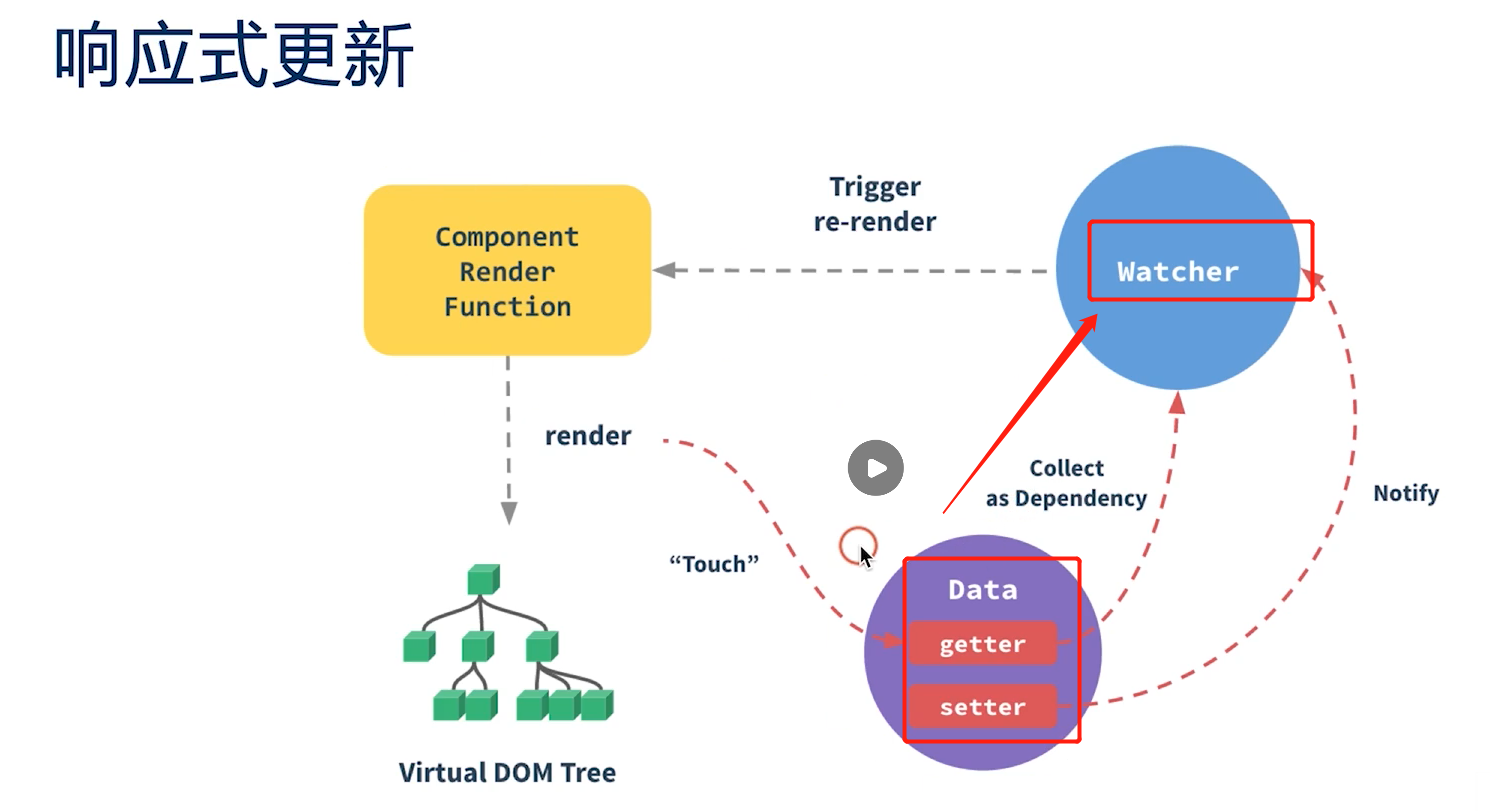 响应式更新
Trigger
re-render
Component
Render
Function
Watcher
render
Collect
as Dependency
Notify
“Touch”
Data
getter
setter
Virtual DOM Tree